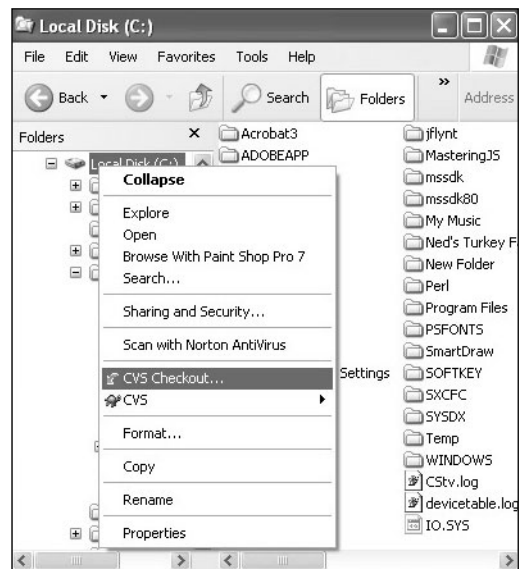 Local Disk (C:)
File Edit View Favorites Tools Help
Back Search Folders » Address
Folders
Local Disk (C:)
Collapse
Explore
Open
Browse With Paint Shop Pro 7
Search...
Sharing and Security...
Scan with Norton AntiVirus
CVS Checkout...
CVS
Format...
Copy
Rename
Properties
Acrobat3
ADOBEAPP
Settings
jflynt
MasteringJS
mssdk
mssdk80
My Music
Ned's Turkey F
New Folder
Perl
Program Files
PSFONTS
SmartDraw
SOFTKEY
SXCFC
SYSDX
Temp
WINDOWS
CStv.log
devicetable.log
IO.SYS